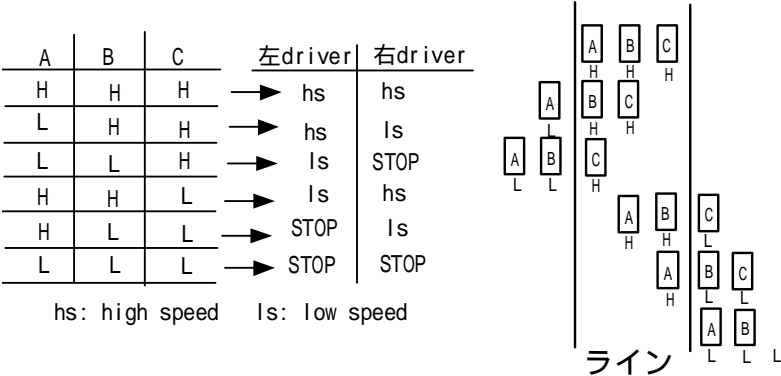 A B C 左driver 右driver
H H H hs hs
L H H hs ls
L L H ls STOP
H H L ls hs
H L L STOP ls
L L L STOP STOP
hs: high speed ls: low speed
A B C
H H H
A B C
L H H
A B C
L L H
A B C
H H L
A B C
H L L
A B
L L L
ライン